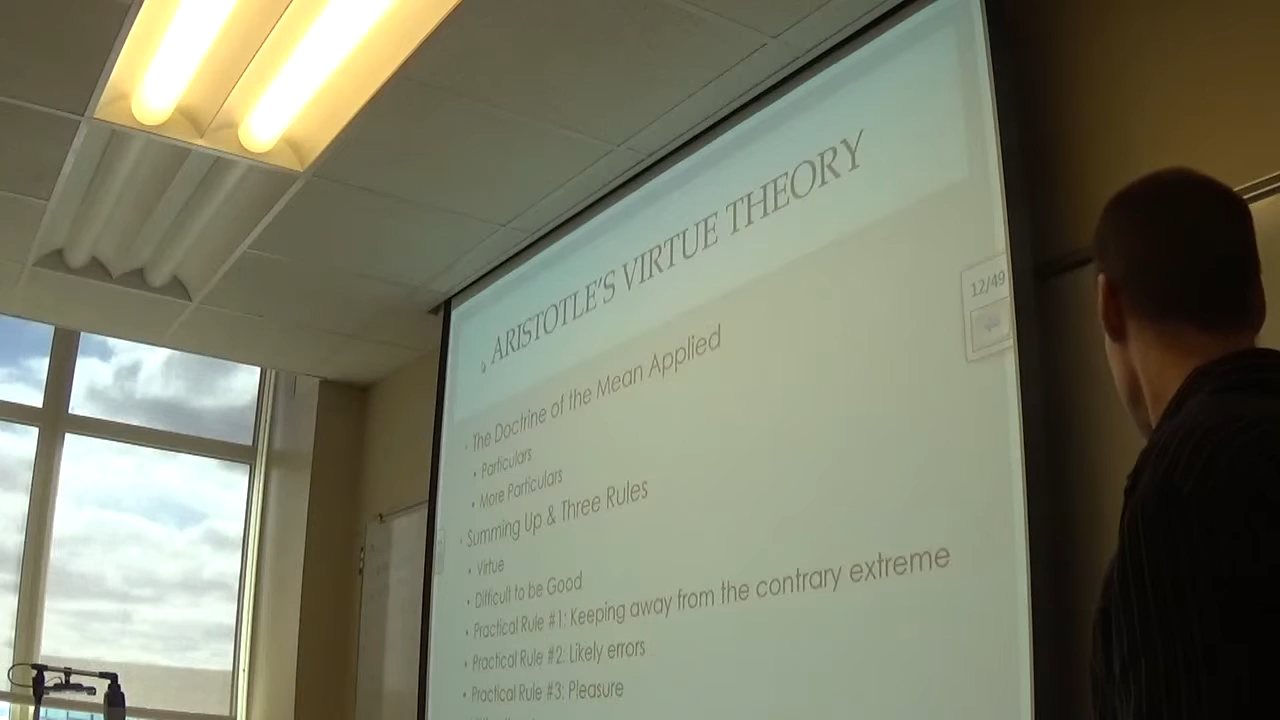 ARISTOTLE'S VIRTUE THEORY
12/49
The Doctrine of the Mean Applied
Particulars
More Particulars
Summing Up & Three Rules
Virtue
Difficult to be Good
Practical Rule #1: Keeping away from the contrary extreme
Practical Rule #2: Likely errors
Practical Rule #3: Pleasure